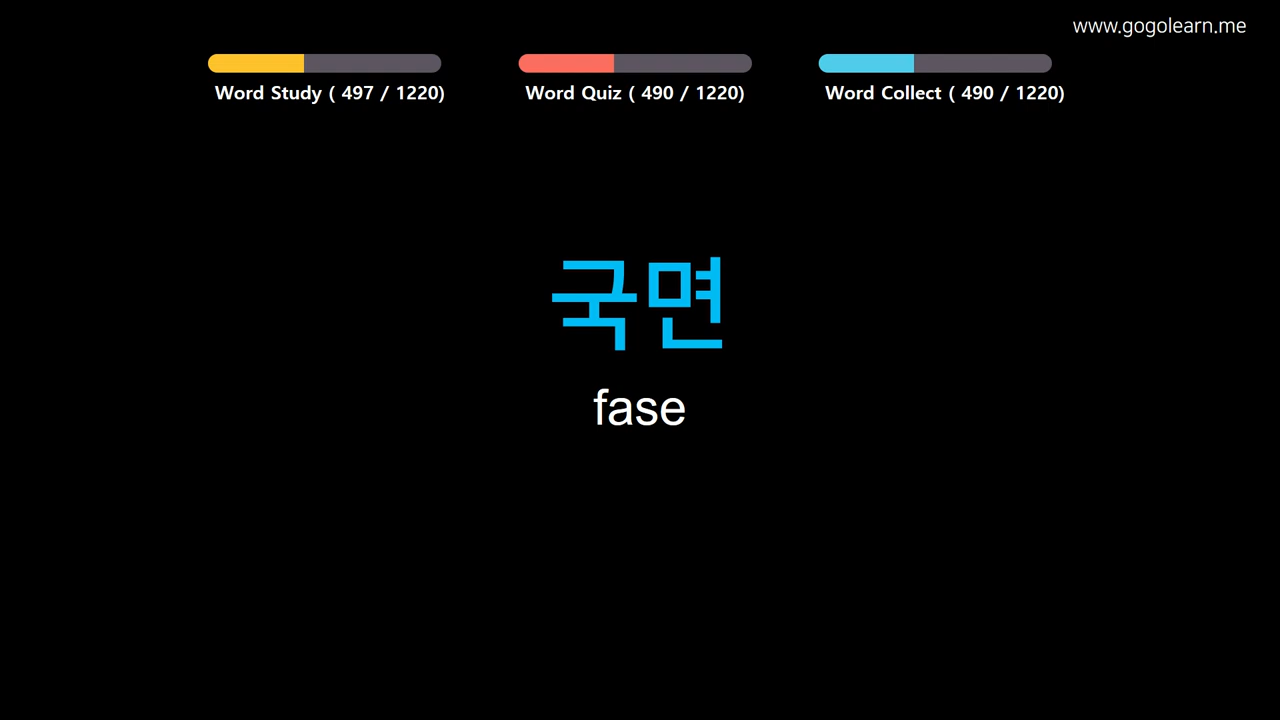 www.gogolearn.me
Word Study ( 497 / 1220)
Word Quiz ( 490 / 1220)
Word Collect ( 490 / 1220)
국면
fase